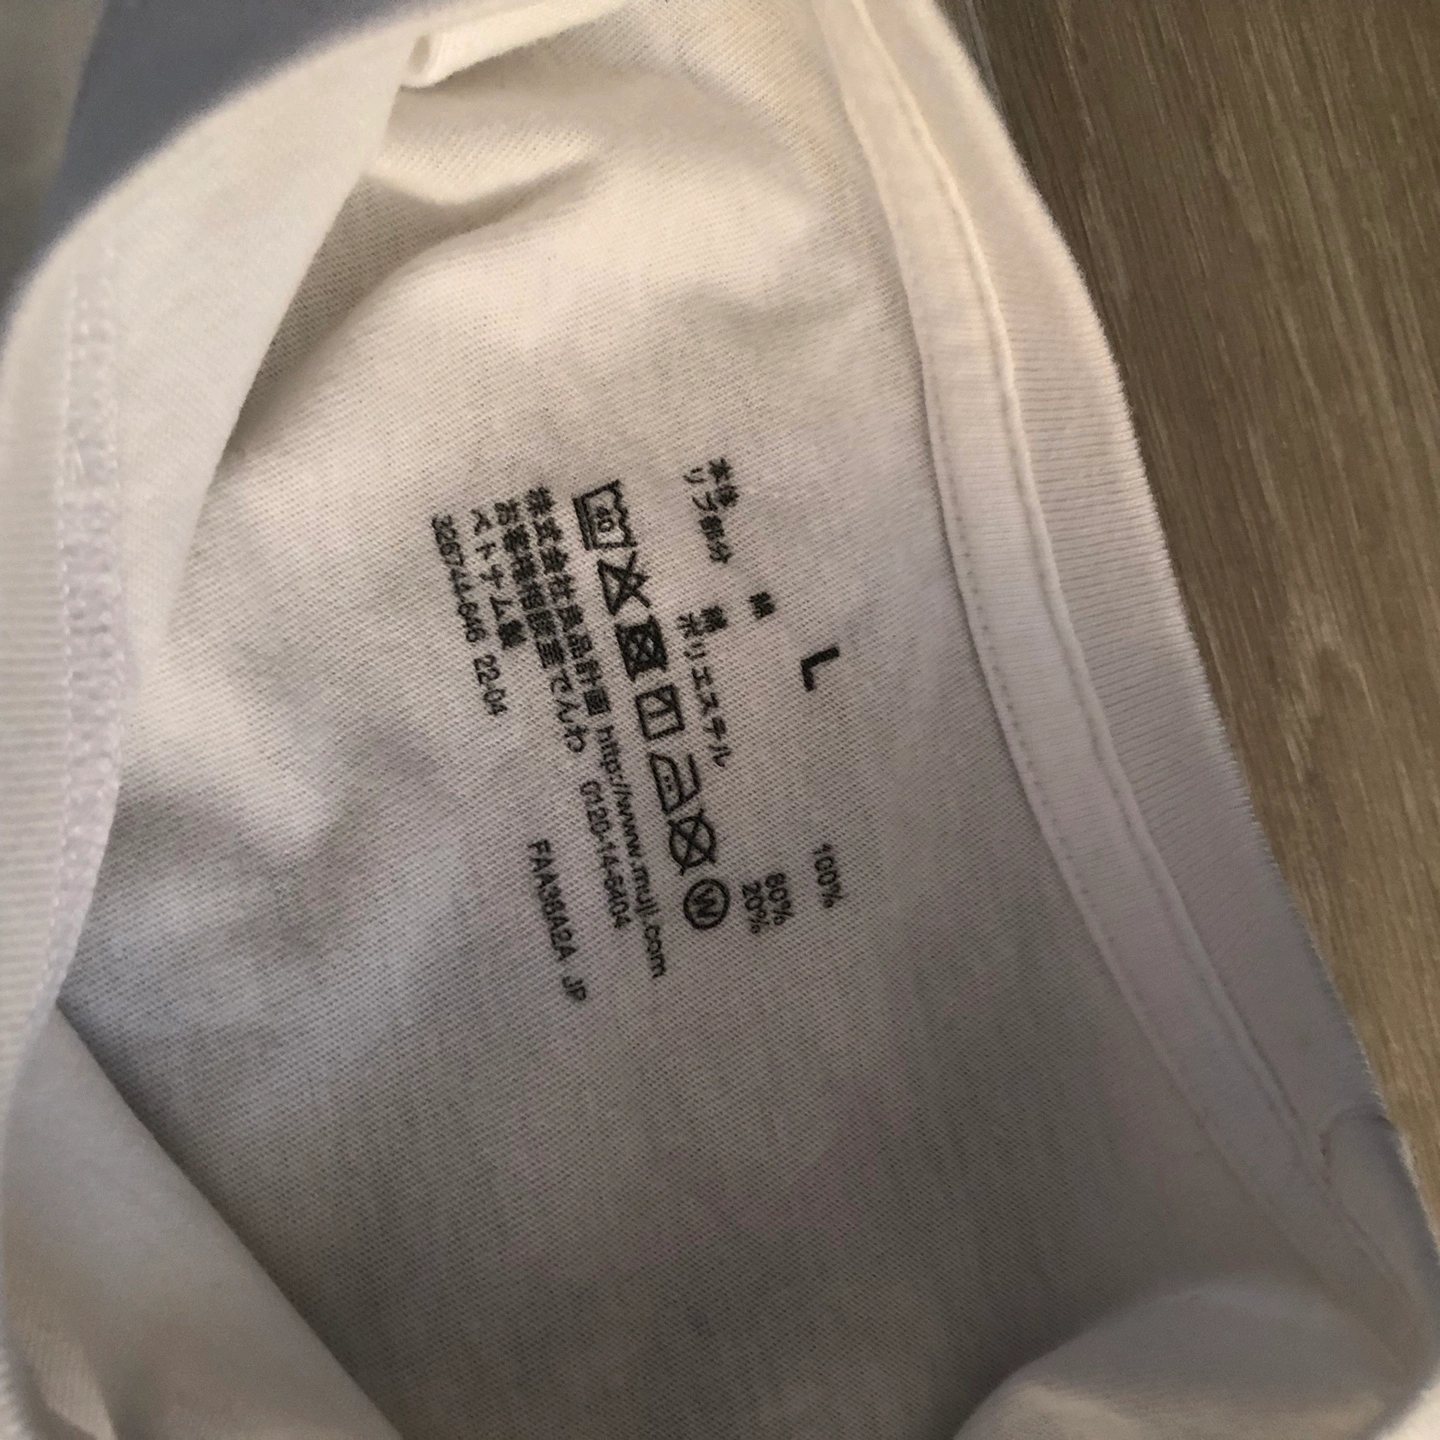 L
本体 綿 100%
リブ部分 綿 80%
ポリエステル 20%
40 W
株式会社良品計画 http://www.muji.com
お客様相談室でんわ 0120-14-6404
ベトナム製
FAA36A2A JP
22-04